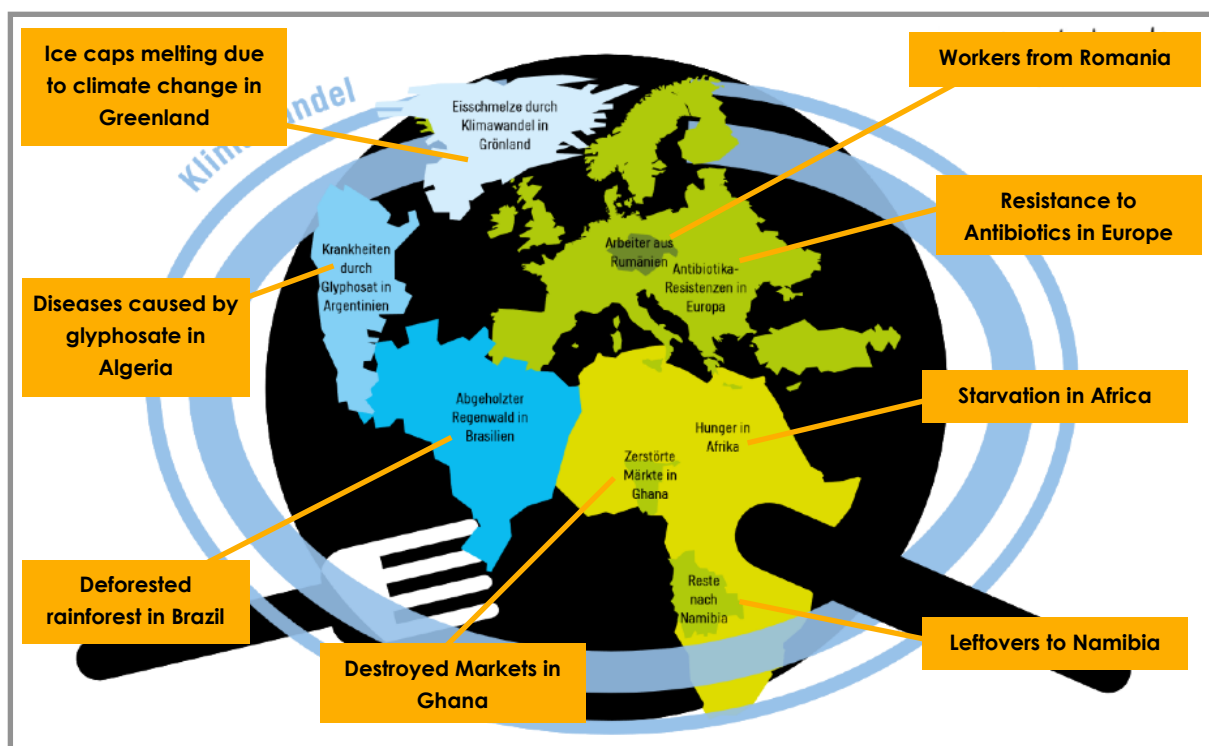 Ice caps melting due
to climate change in
Greenland
Workers from Romania
Eisschmelze durch
Klimawandel in
Grönland
Resistance to
Antibiotics in Europe
Arbeiter aus
Rumänien
Antibiotika-
Resistenzen in
Europa
Krankheiten
durch
Glyphosat in
Argentinien
Diseases caused by
glyphosate in
Algeria
Abgeholzter
Regenwald in
Brasilien
Starvation in Africa
Hunger in
Afrika
Zerstörte
Märkte in
Ghana
Deforested
rainforest in Brazil
Reste
nach
Namibia
Leftovers to Namibia
Destroyed Markets in
Ghana